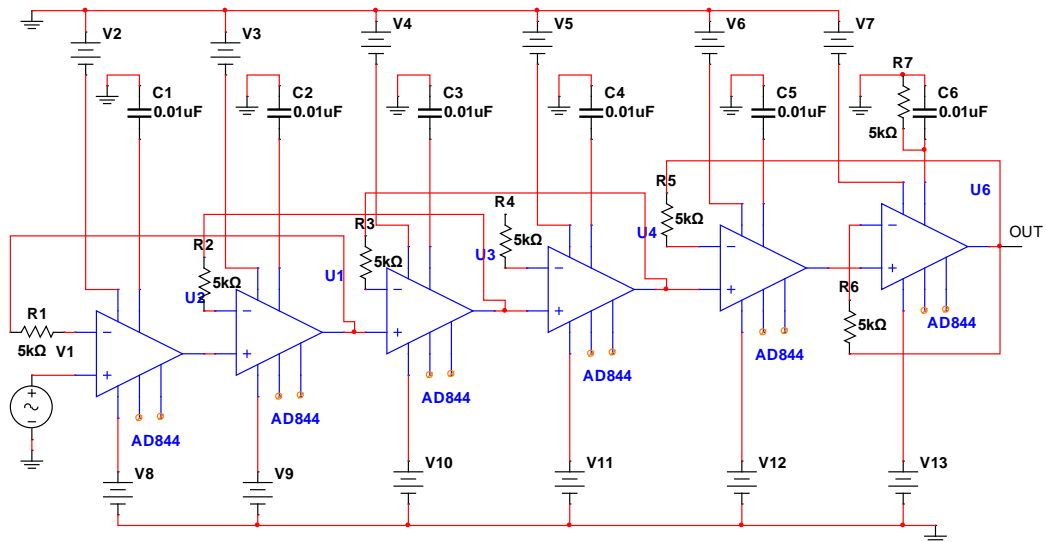 V2
V3
V4
V5
V6
V7
R7
C1
0.01uF
C2
0.01uF
C3
0.01uF
C4
0.01uF
C5
0.01uF
C6
0.01uF
5kΩ
R5
U6
R4
R3
U4
5kΩ
OUT
R2
U3
5kΩ
U1
5kΩ
5kΩ
U2
R6
R1
5kΩ
V1
5kΩ
AD844
AD844
AD844
AD844
AD844
AD844
V8
V9
V10
V11
V12
V13